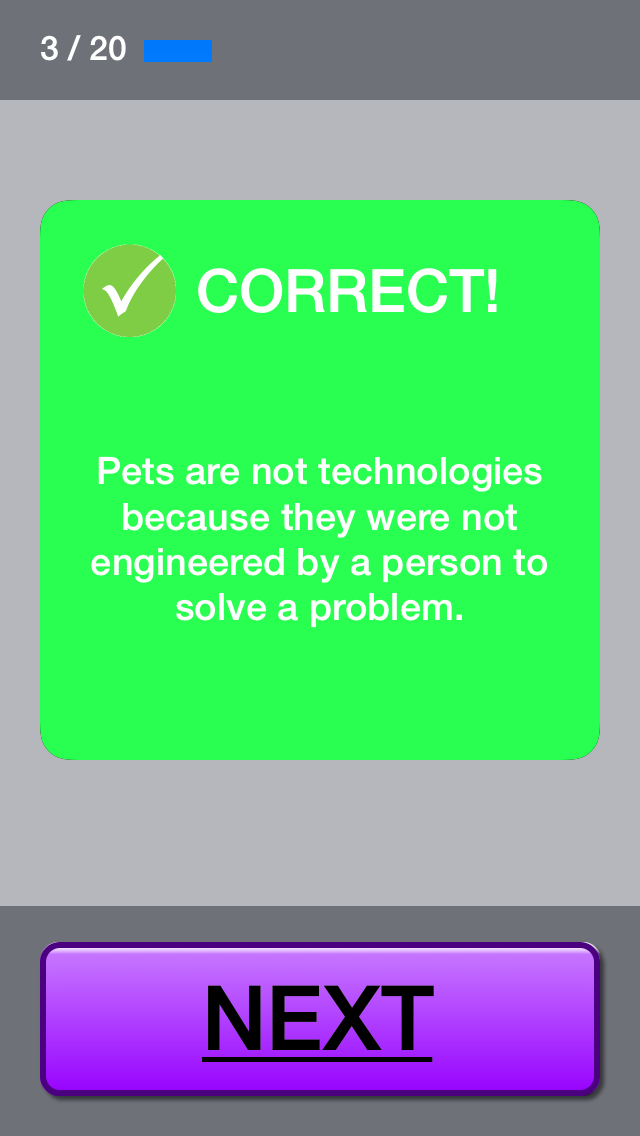 3 / 20
CORRECT!
Pets are not technologies
because they were not
engineered by a person to
solve a problem.
NEXT